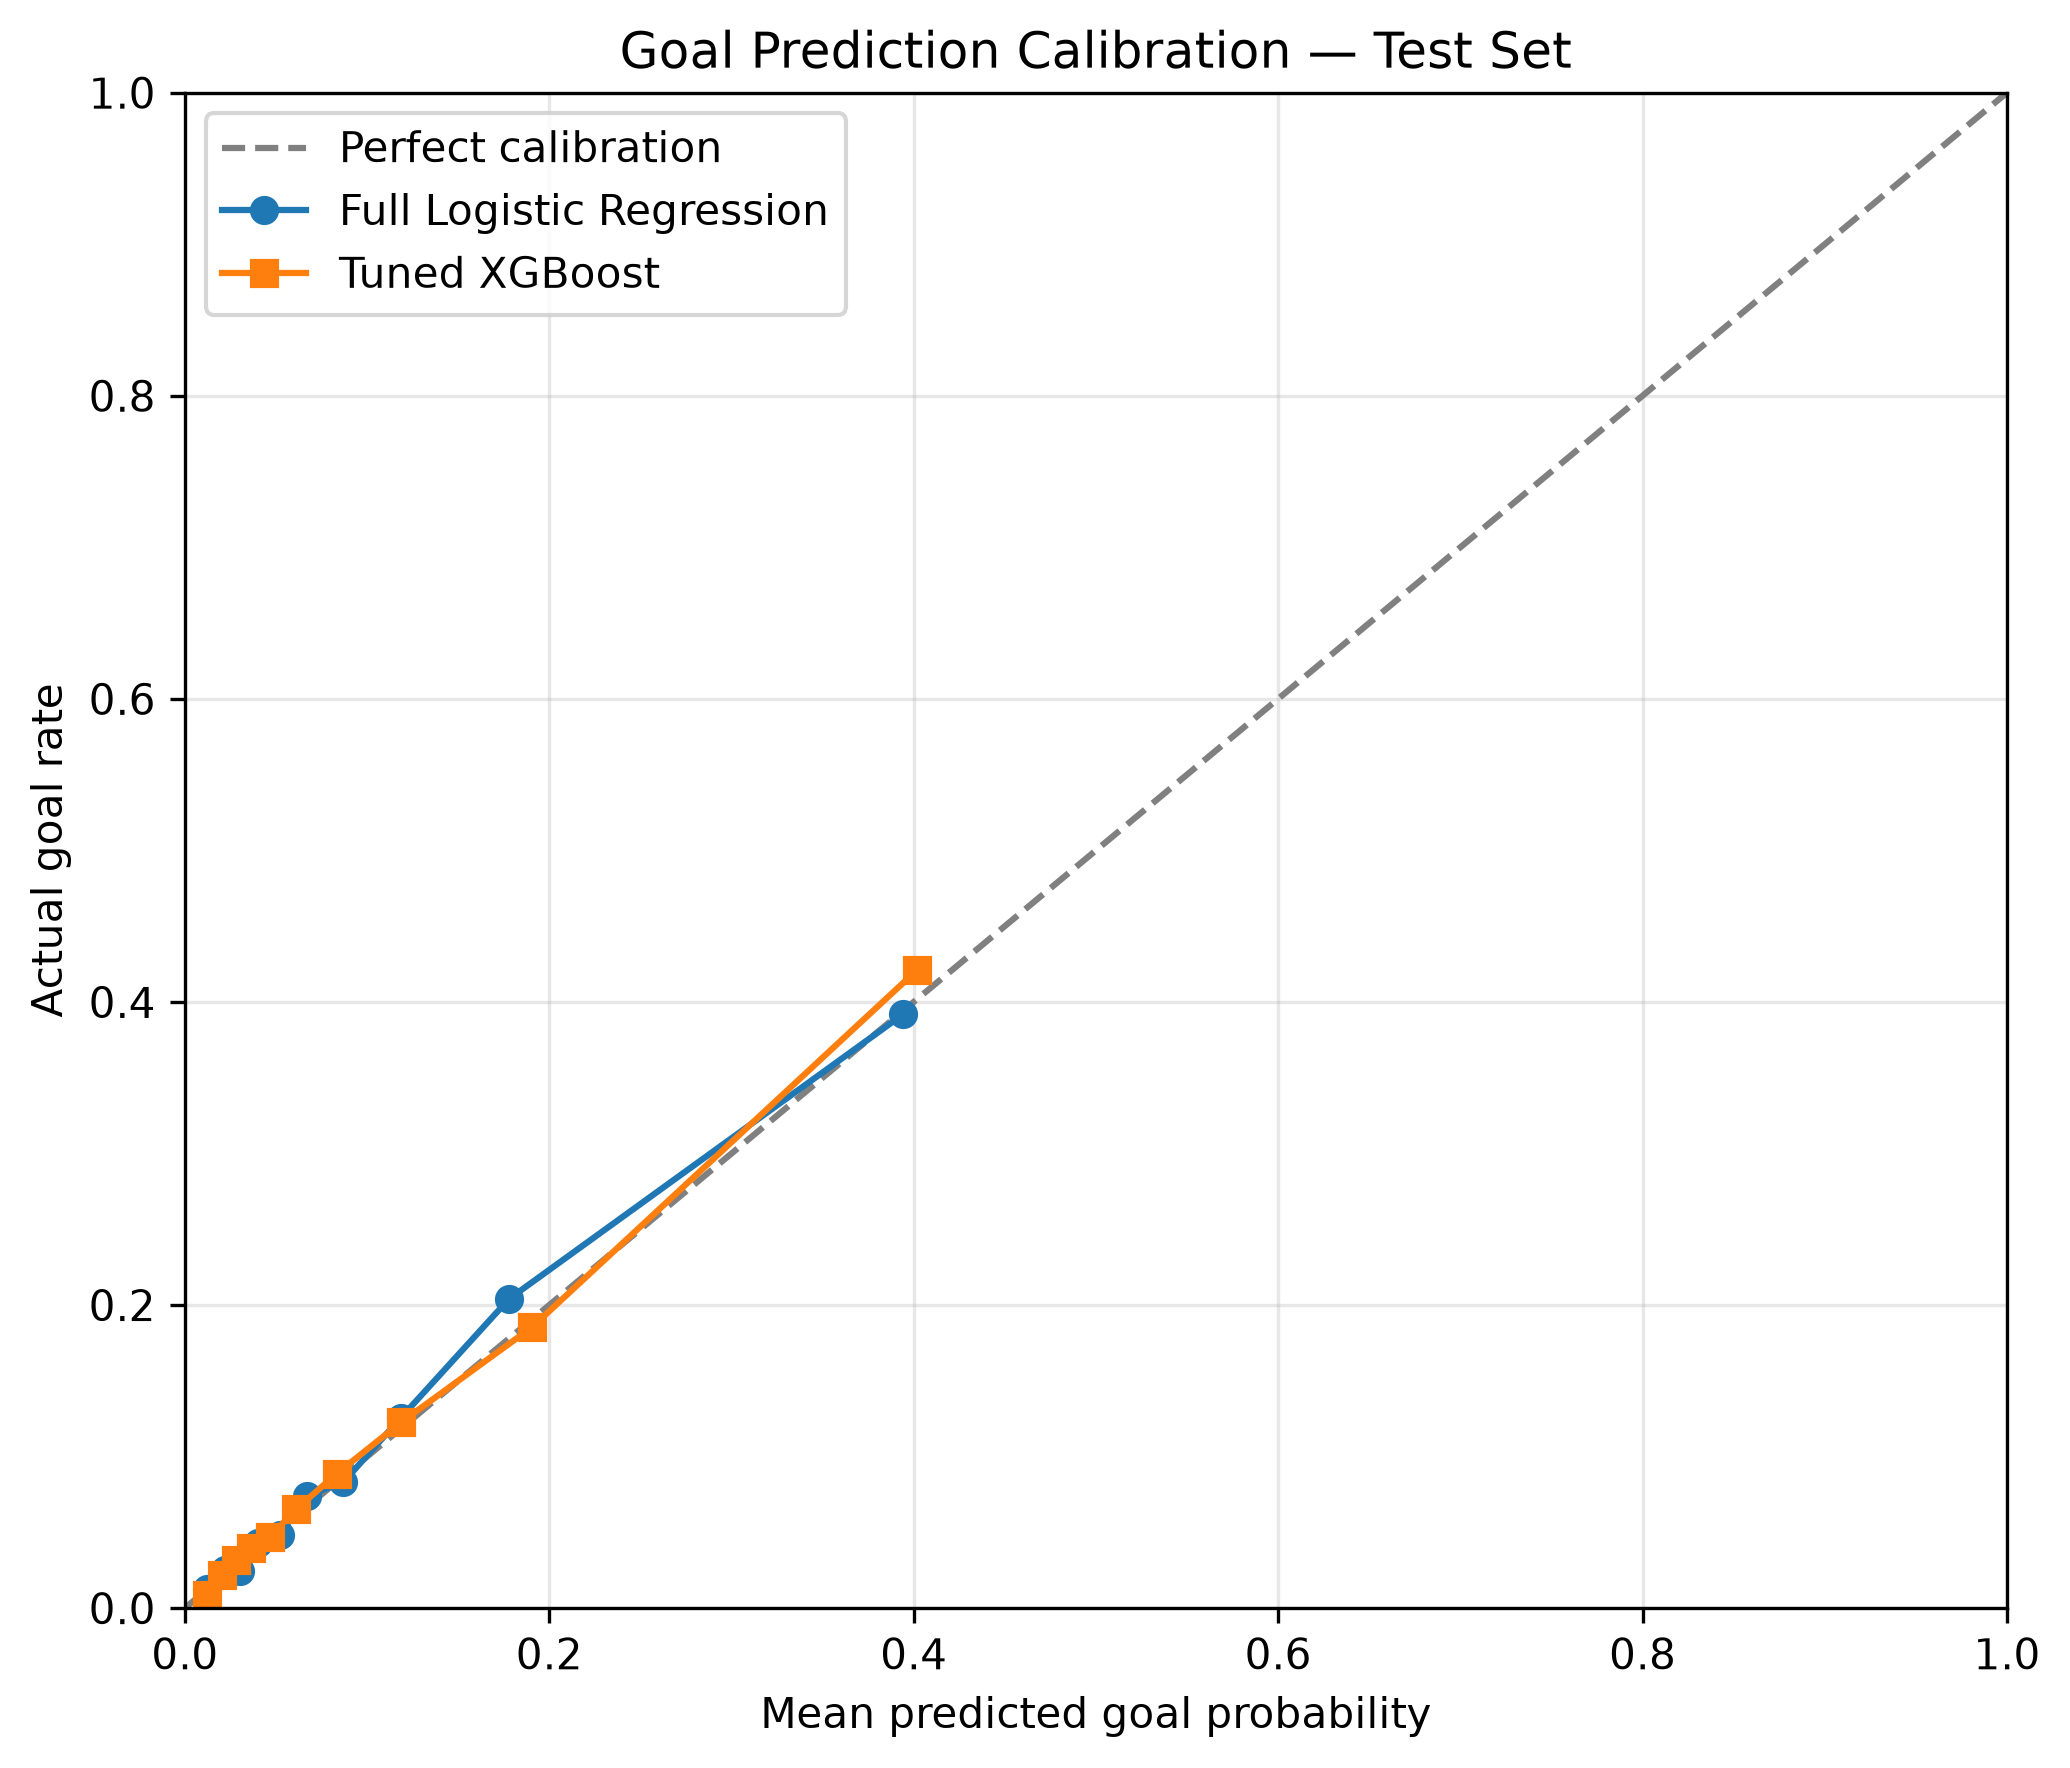 Goal Prediction Calibration — Test Set
1.0
Perfect calibration
Full Logistic Regression
Tuned XGBoost
0.8
0.6
0.4
0.2
0.0
Actual goal rate
0.0 0.2 0.4 0.6 0.8 1.0
Mean predicted goal probability